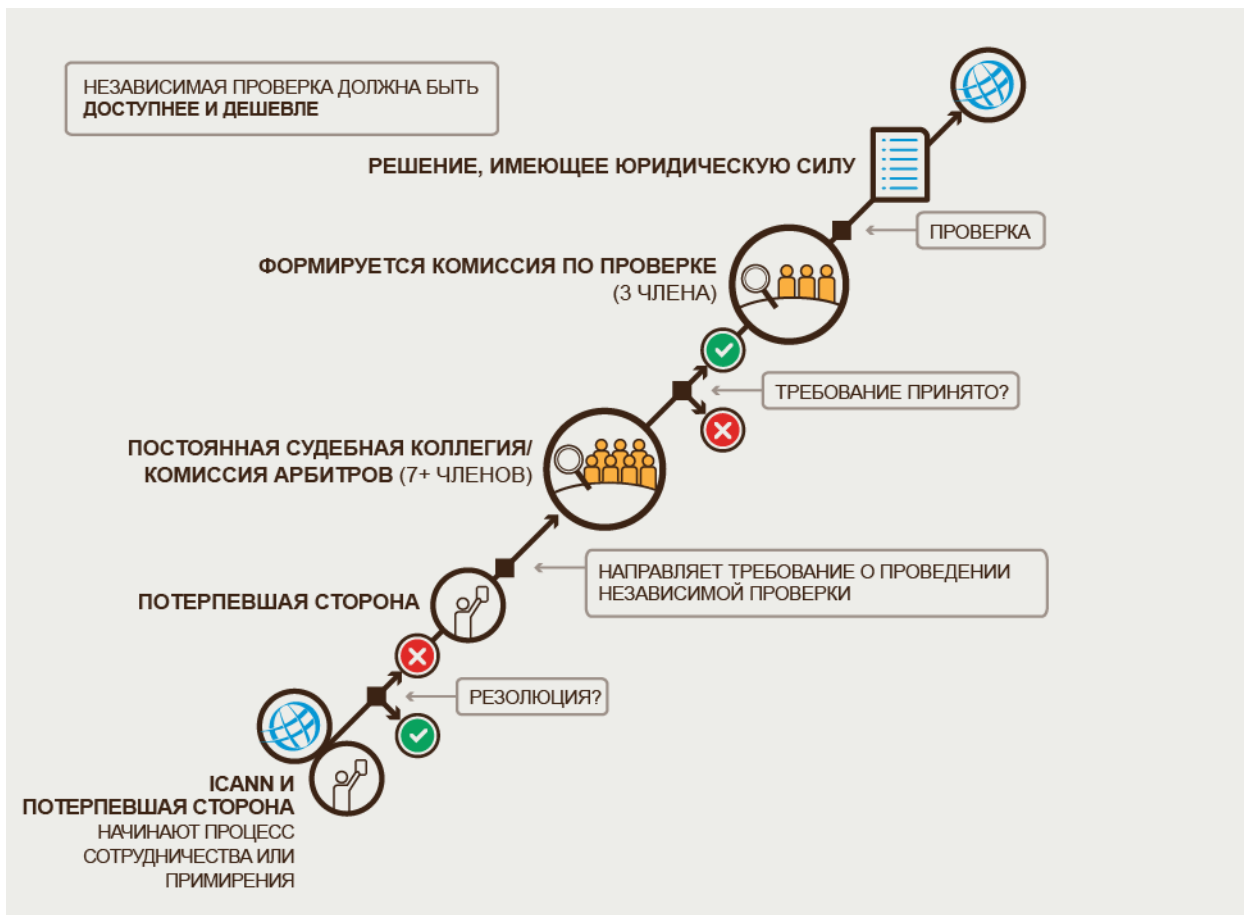 НЕЗАВИСИМАЯ ПРОВЕРКА ДОЛЖНА БЫТЬ
ДОСТУПНЕЕ И ДЕШЕВЛЕ
РЕШЕНИЕ, ИМЕЮЩЕЕ ЮРИДИЧЕСКУЮ СИЛУ
ПРОВЕРКА
ФОРМИРУЕТСЯ КОМИССИЯ ПО ПРОВЕРКЕ
(3 ЧЛЕНА)
ТРЕБОВАНИЕ ПРИНЯТО?
ПОСТОЯННАЯ СУДЕБНАЯ КОЛЛЕГИЯ/
КОМИССИЯ АРБИТРОВ (7+ ЧЛЕНОВ)
НАПРАВЛЯЕТ ТРЕБОВАНИЕ О ПРОВЕДЕНИИ
НЕЗАВИСИМОЙ ПРОВЕРКИ
ПОТЕРПЕВШАЯ СТОРОНА
РЕЗОЛЮЦИЯ?
ICANN И
ПОТЕРПЕВШАЯ СТОРОНА
НАЧИНАЮТ ПРОЦЕСС
СОТРУДНИЧЕСТВА ИЛИ
ПРИМИРЕНИЯ